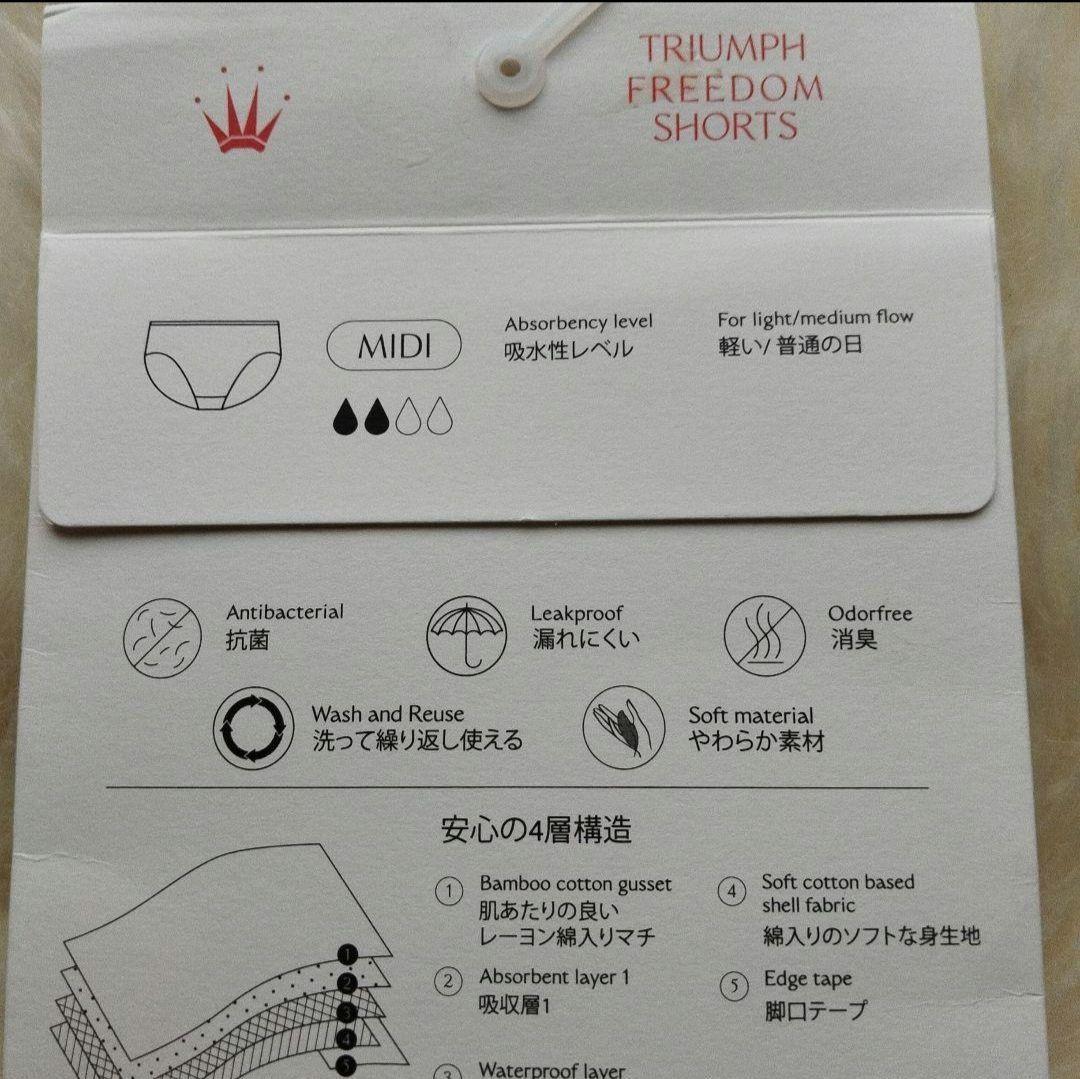 TRIUMPH
FREEDOM
SHORTS
MIDI
Absorbency level
吸水性レベル
For light/medium flow
軽い/ 普通の日
Antibacterial
抗菌
Leakproof
漏れにくい
Odorfree
消臭
Wash and Reuse
洗って繰り返し使える
Soft material
やわらか素材
安心の4層構造
1 Bamboo cotton gusset
肌あたりの良い
レーヨン綿入りマチ
2 Absorbent layer 1
吸収層1
3 Waterproof layer
4 Soft cotton based
shell fabric
綿入りのソフトな身生地
5 Edge tape
脚口テープ
1
2
3
4
5